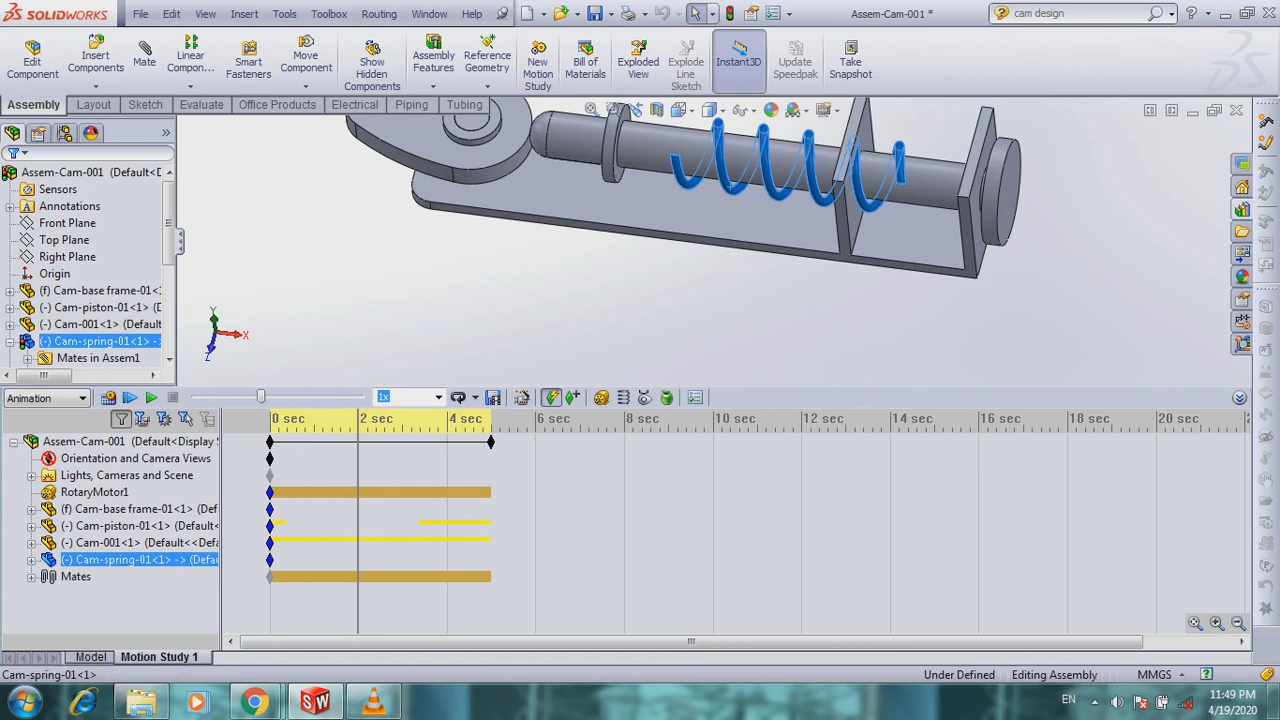 SOLIDWORKS File Edit View Insert Tools Toolbox Routing Window Help Assem-Cam-001 * cam design
Edit Component
Insert Components
Mate
Linear Compon...
Smart Fasteners
Move Component
Show Hidden Components
Assembly Features
Reference Geometry
New Motion Study
Bill of Materials
Exploded View
Explode Line Sketch
Instant3D
Update Speedpak
Take Snapshot
Assembly Layout Sketch Evaluate Office Products Electrical Piping Tubing
Assem-Cam-001 (Default<D
Sensors
Annotations
Front Plane
Top Plane
Right Plane
Origin
(f) Cam-base frame-01<1> (
(-) Cam-piston-01<1> (D
(-) Cam-001<1> (Default
(-) Cam-spring-01<1> ->
Mates in Assem1
Y
X
Z
Animation 1x
0 sec 2 sec 4 sec 6 sec 8 sec 10 sec 12 sec 14 sec 16 sec 18 sec 20 sec
Assem-Cam-001 (Default<Display
Orientation and Camera Views
Lights, Cameras and Scene
RotaryMotor1
(f) Cam-base frame-01<1> (Def
(-) Cam-piston-01<1> (Default<
(-) Cam-001<1> (Default<<Def
(-) Cam-spring-01<1> -> (Defa
Mates
Model Motion Study 1
Cam-spring-01<1> Under Defined Editing Assembly MMGS
EN 11:49 PM
4/19/2020